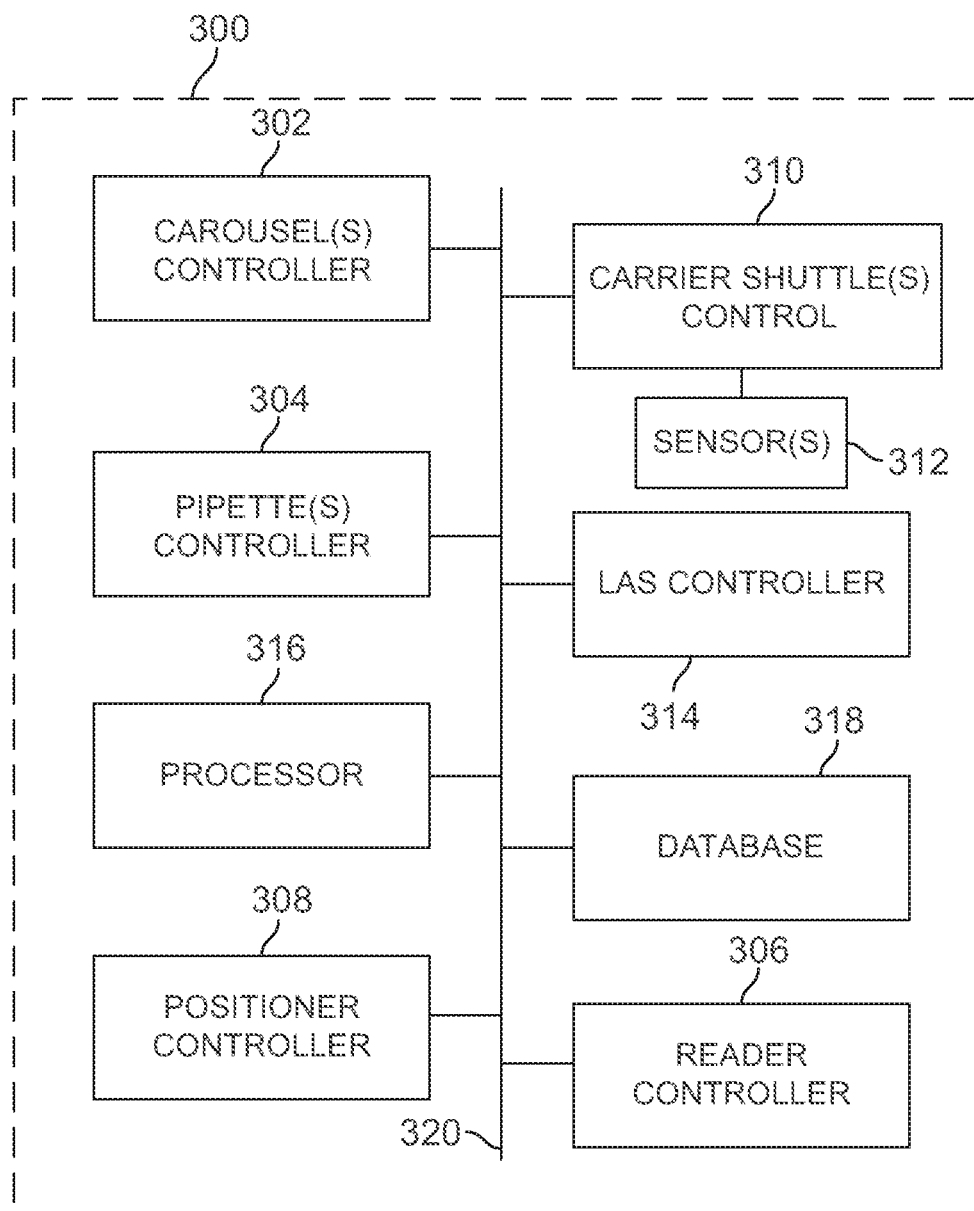 300
302
CAROUSEL(S)
CONTROLLER
310
CARRIER SHUTTLE(S)
CONTROL
SENSOR(S)
312
304
PIPETTE(S)
CONTROLLER
LAS CONTROLLER
314
316
PROCESSOR
318
DATABASE
308
POSITIONER
CONTROLLER
306
READER
CONTROLLER
320